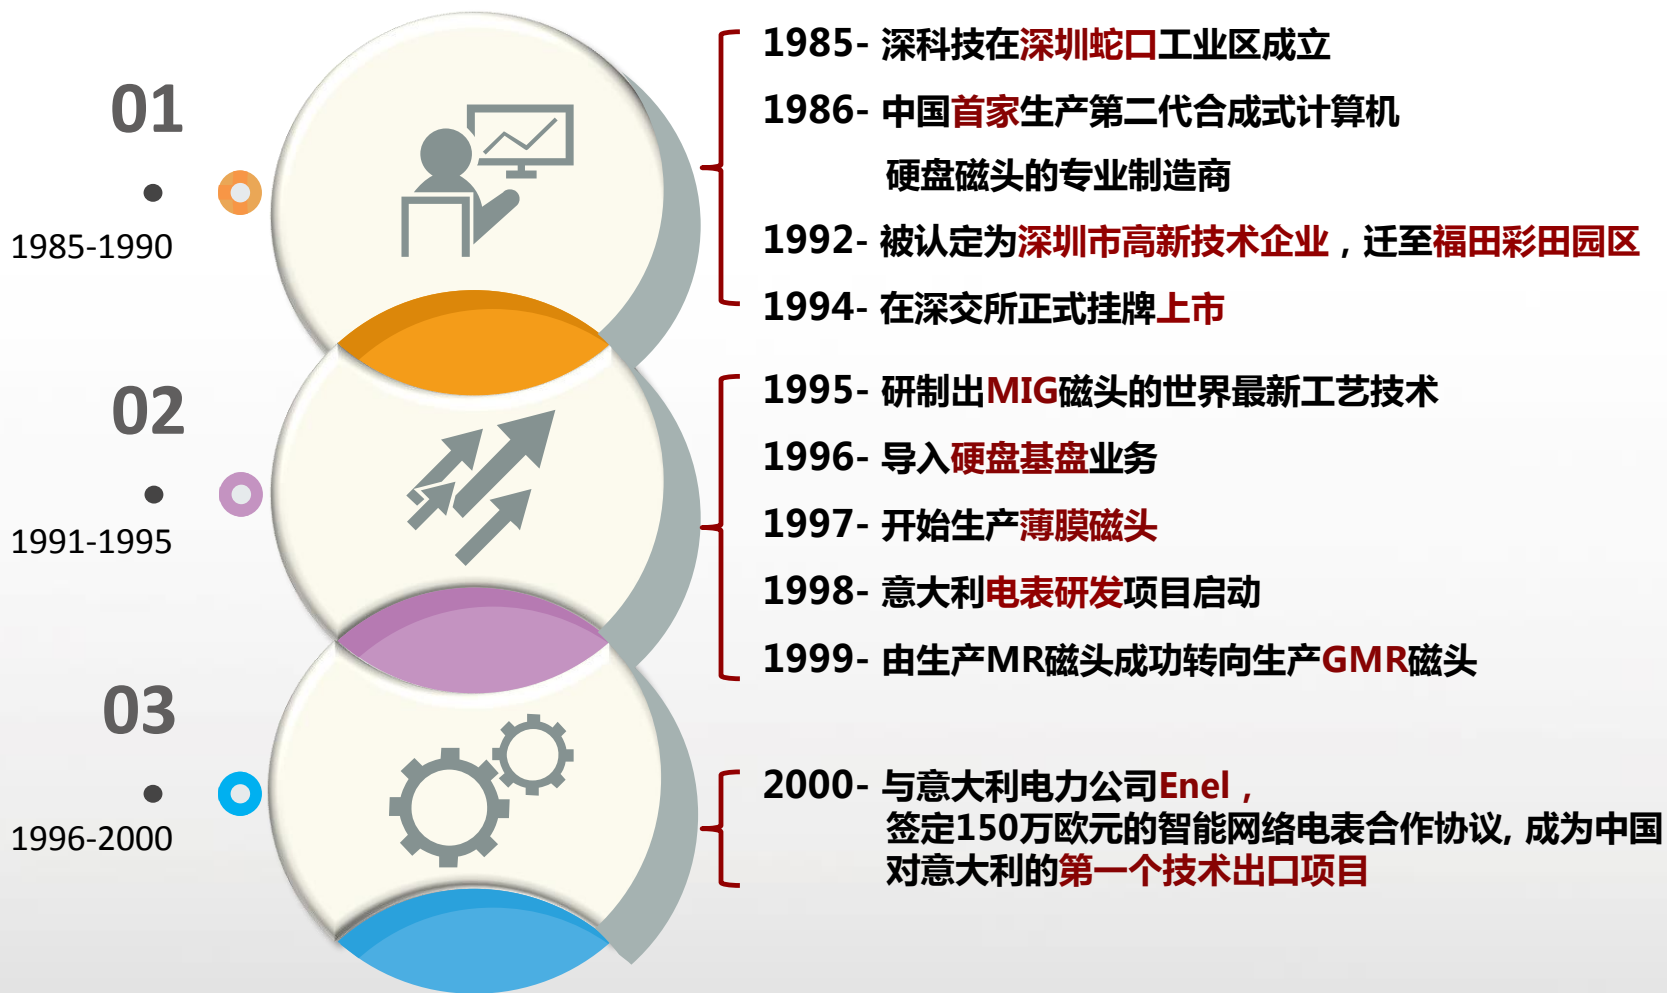 01
1985-1990
1985- 深科技在深圳蛇口工业区成立
1986- 中国首家生产第二代合成式计算机
硬盘磁头的专业制造商
1992- 被认定为深圳市高新技术企业，迁至福田彩田园区
1994- 在深交所正式挂牌上市
02
1991-1995
1995- 研制出MIG磁头的世界最新工艺技术
1996- 导入硬盘基盘业务
1997- 开始生产薄膜磁头
1998- 意大利电表研发项目启动
1999- 由生产MR磁头成功转向生产GMR磁头
03
1996-2000
2000- 与意大利电力公司Enel，
签定150万欧元的智能网络电表合作协议, 成为中国
对意大利的第一个技术出口项目